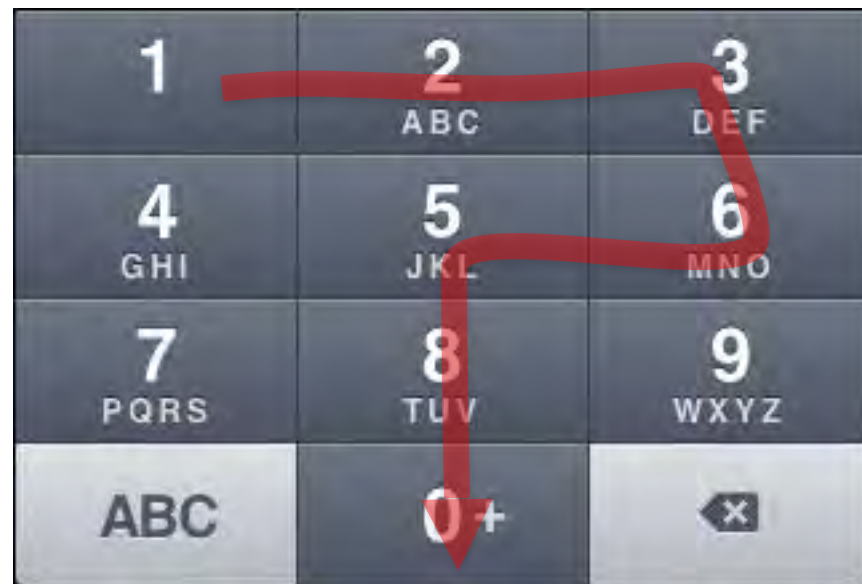 1 2 3
ABC DEF
4 5 6
GHI JKL MNO
7 8 9
PQRS TUV WXYZ
ABC 0+